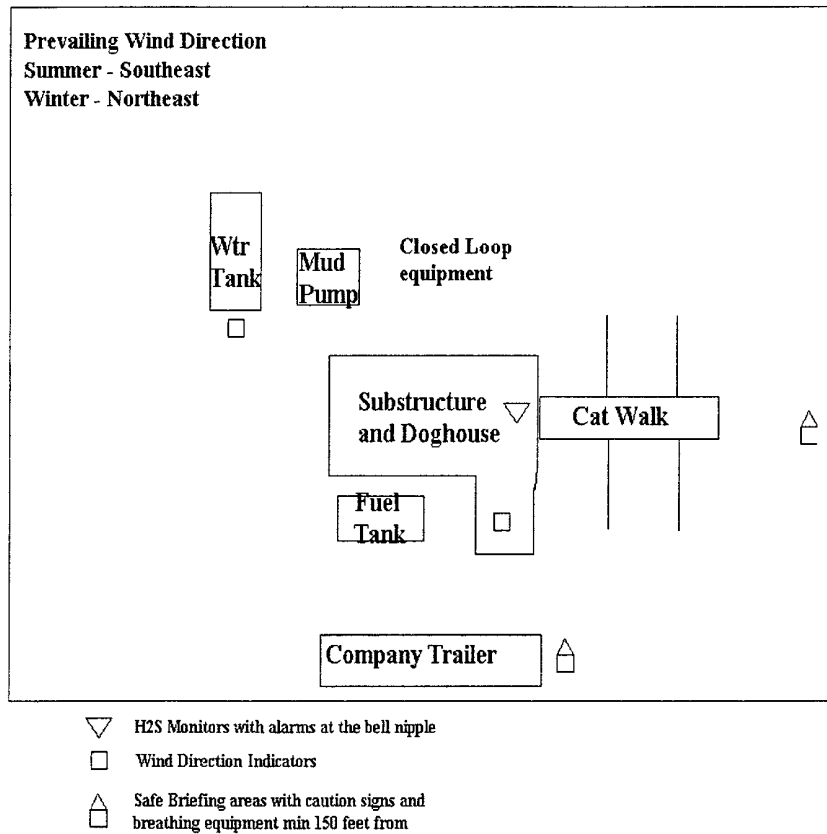 Prevailing Wind Direction
Summer - Southeast
Winter - Northeast
Wtr
Tank
Mud
Pump
Closed Loop
equipment
Substructure
and Doghouse
Cat Walk
Fuel
Tank
Company Trailer
H2S Monitors with alarms at the bell nipple
Wind Direction Indicators
Safe Briefing areas with caution signs and
breathing equipment min 150 feet from